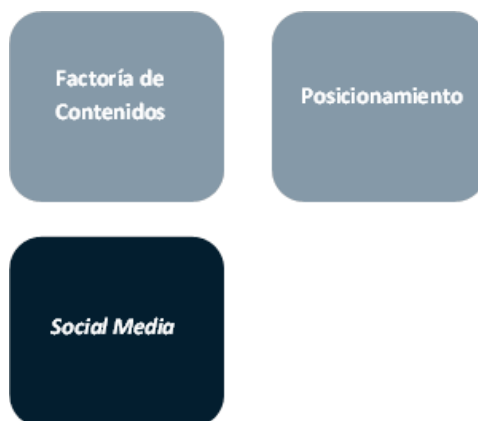 Factoría de
Contenidos
Posicionamiento
Social Media